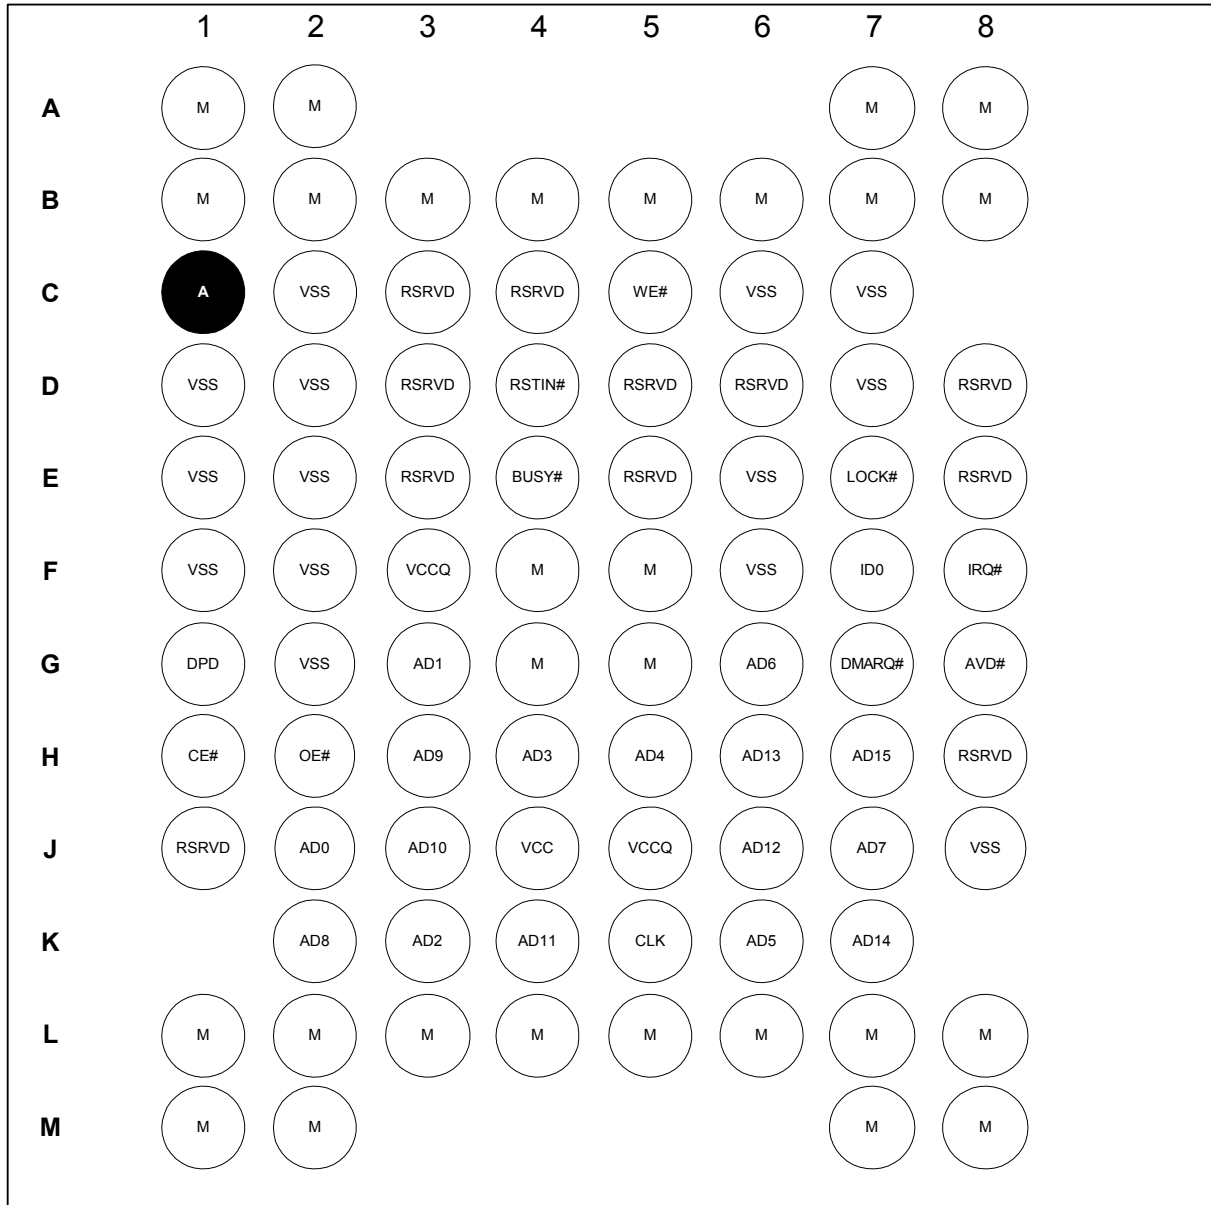 1 2 3 4 5 6 7 8
A M M M M
B M M M M M M M M
C A VSS RSRVD RSRVD WE# VSS VSS
D VSS VSS RSRVD RSTIN# RSRVD RSRVD VSS RSRVD
E VSS VSS RSRVD BUSY# RSRVD VSS LOCK# RSRVD
F VSS VSS VCCQ M M VSS ID0 IRQ#
G DPD VSS AD1 M M AD6 DMARQ# AVD#
H CE# OE# AD9 AD3 AD4 AD13 AD15 RSRVD
J RSRVD AD0 AD10 VCC VCCQ AD12 AD7 VSS
K AD8 AD2 AD11 CLK AD5 AD14
L M M M M M M M M
M M M M M